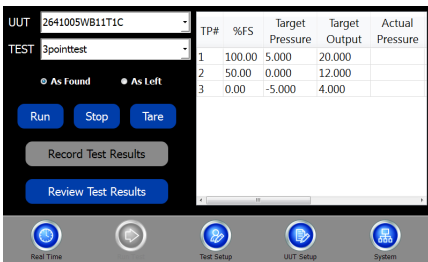 UUT 2641005WB11T1C
TEST 3pointtest
As Found As Left
Run Stop Tare
Record Test Results
Review Test Results
TP# %FS Target Pressure Target Output Actual Pressure
1 100.00 5.000 20.000
2 50.00 0.000 12.000
3 0.00 -5.000 4.000
Real Time Test Setup UUT Setup System